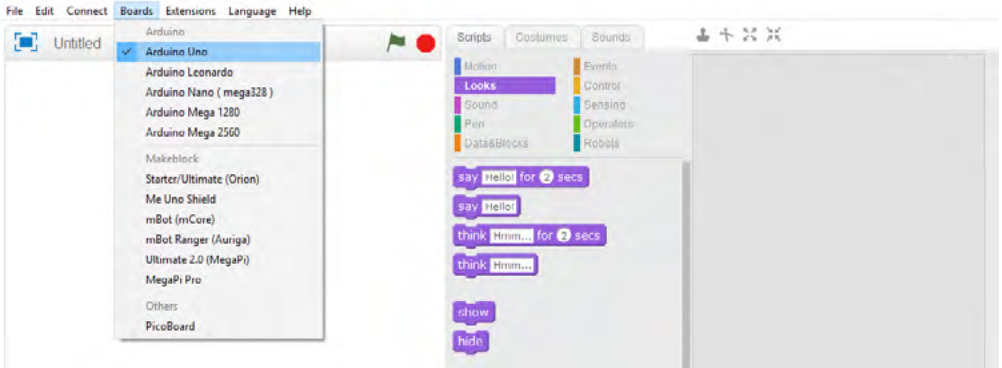 File Edit Connect Boards Extensions Language Help
Untitled
Arduino
Arduino Uno
Arduino Leonardo
Arduino Nano ( mega328 )
Arduino Mega 1280
Arduino Mega 2560
Makeblock
Starter/Ultimate (Orion)
Me Uno Shield
mBot (mCore)
mBot Ranger (Auriga)
Ultimate 2.0 (MegaPi)
MegaPi Pro
Others
PicoBoard
Scripts Costumes Sounds
Motion Events
Looks Control
Sound Sensing
Pen Operators
Data&Blocks Robots
say Hello! for 2 secs
say Hello!
think Hmm... for 2 secs
think Hmm...
show
hide